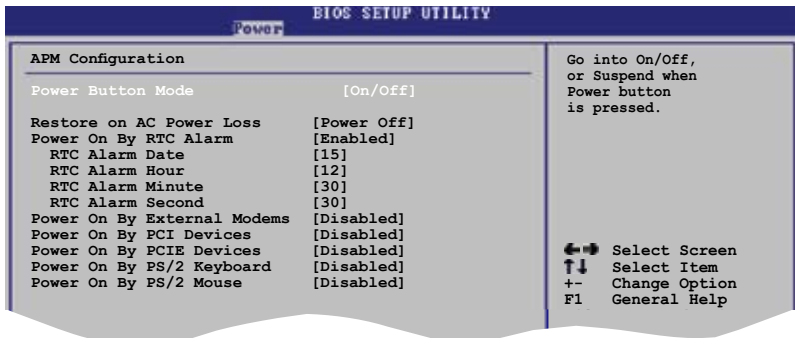 BIOS SETUP UTILITY
Power
APM Configuration
Power Button Mode [On/Off]
Restore on AC Power Loss [Power Off]
Power On By RTC Alarm [Enabled]
RTC Alarm Date [15]
RTC Alarm Hour [12]
RTC Alarm Minute [30]
RTC Alarm Second [30]
Power On By External Modems [Disabled]
Power On By PCI Devices [Disabled]
Power On By PCIE Devices [Disabled]
Power On By PS/2 Keyboard [Disabled]
Power On By PS/2 Mouse [Disabled]
Go into On/Off,
or Suspend when
Power button
is pressed.
←→ Select Screen
↑↓ Select Item
+- Change Option
F1 General Help